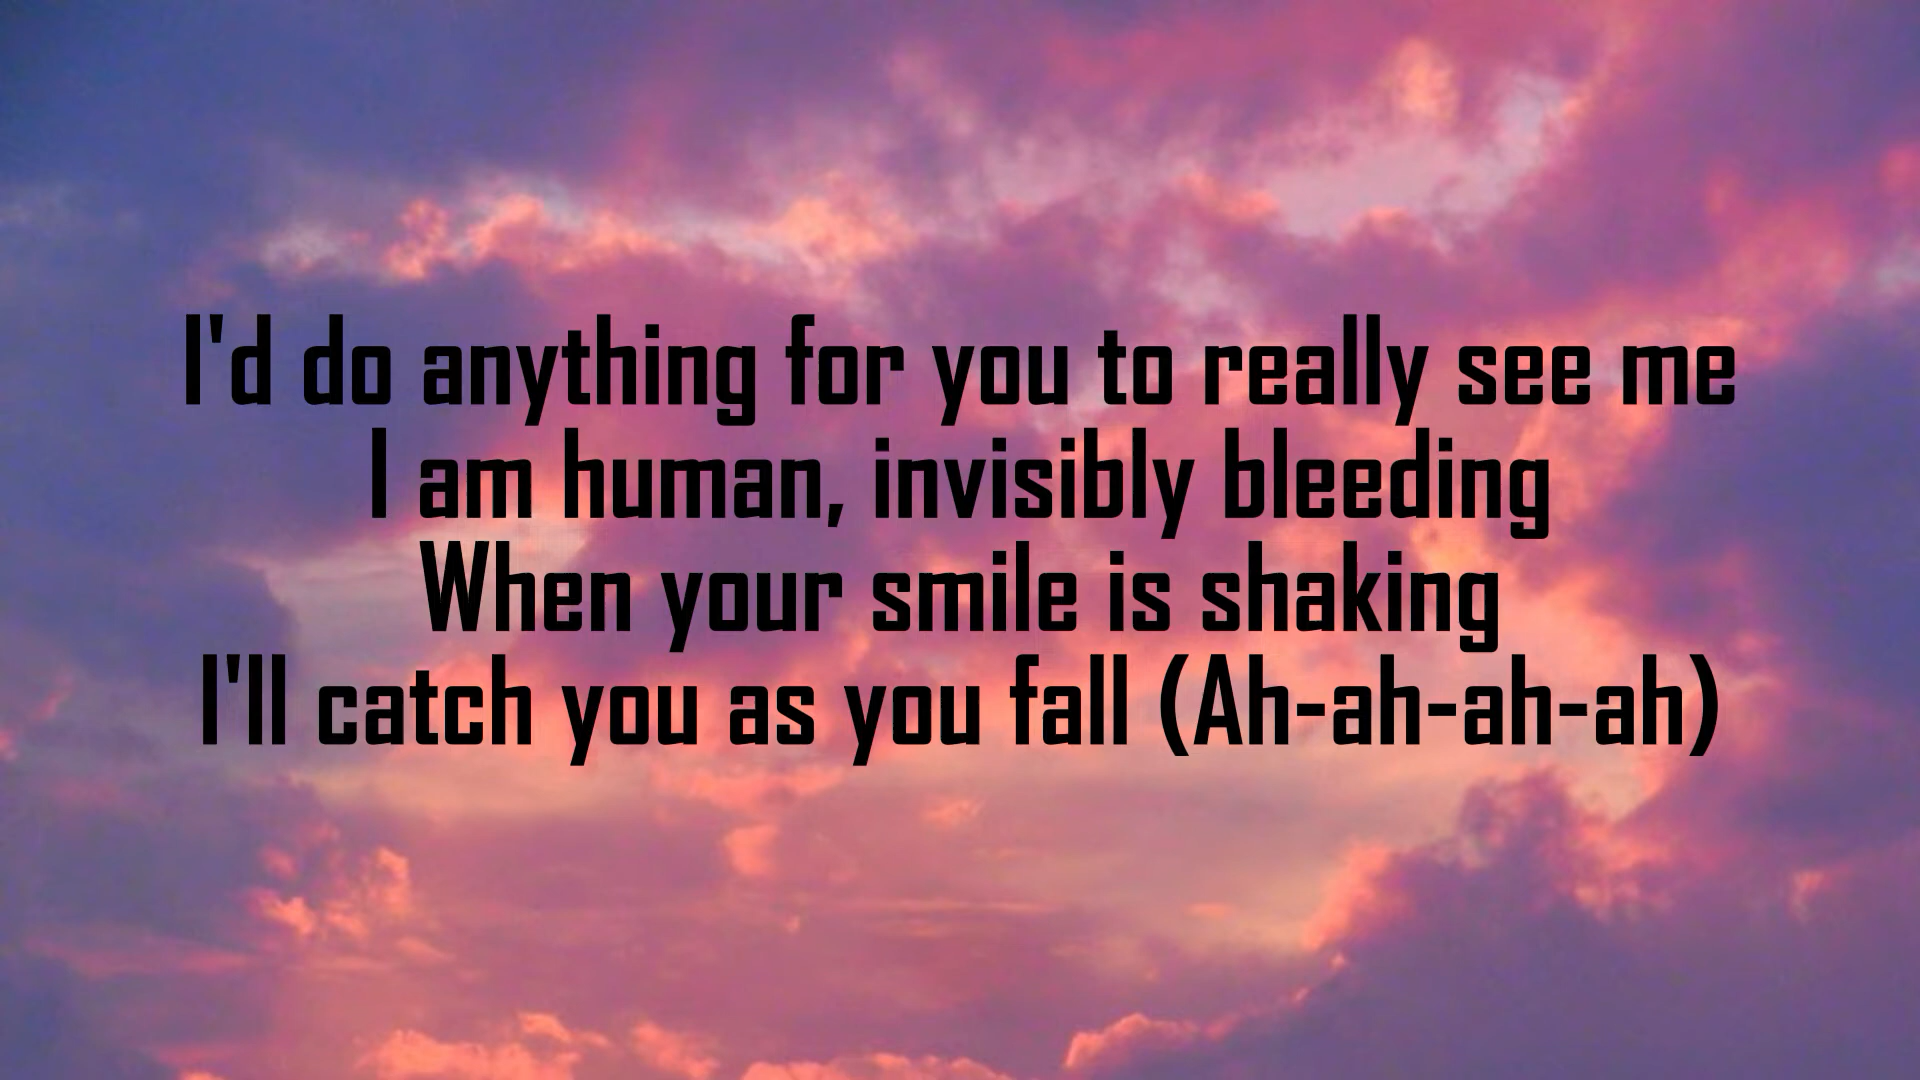 I'd do anything for you to really see me
I am human, invisibly bleeding
When your smile is shaking
I'll catch you as you fall (Ah-ah-ah-ah)